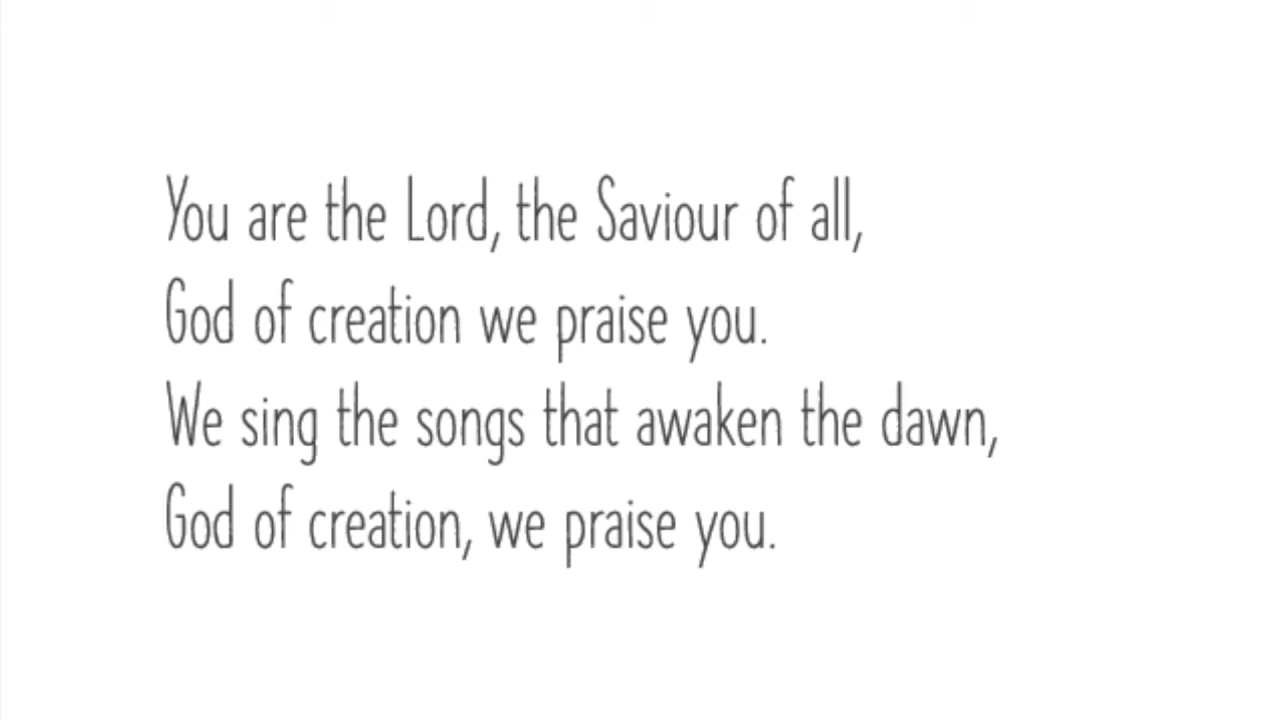 You are the Lord, the Saviour of all,
God of creation we praise you.
We sing the songs that awaken the dawn,
God of creation, we praise you.